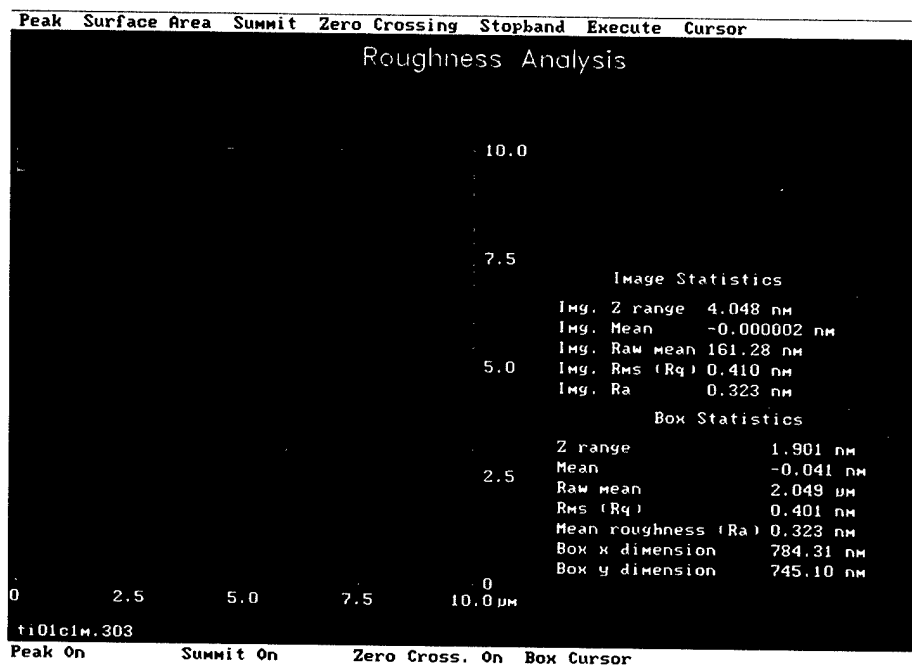 Peak Surface Area Summit Zero Crossing Stopband Execute Cursor
Roughness Analysis
10.0
7.5
5.0
2.5
0
0 2.5 5.0 7.5 10.0 µm
Image Statistics
Img. Z range 4.048 nm
Img. Mean -0.000002 nm
Img. Raw mean 161.28 nm
Img. Rms (Rq) 0.410 nm
Img. Ra 0.323 nm
Box Statistics
Z range 1.901 nm
Mean -0.041 nm
Raw mean 2.049 µm
Rms (Rq) 0.401 nm
Mean roughness (Ra) 0.323 nm
Box x dimension 784.31 nm
Box y dimension 745.10 nm
ti01c1m.303
Peak On Summit On Zero Cross. On Box Cursor